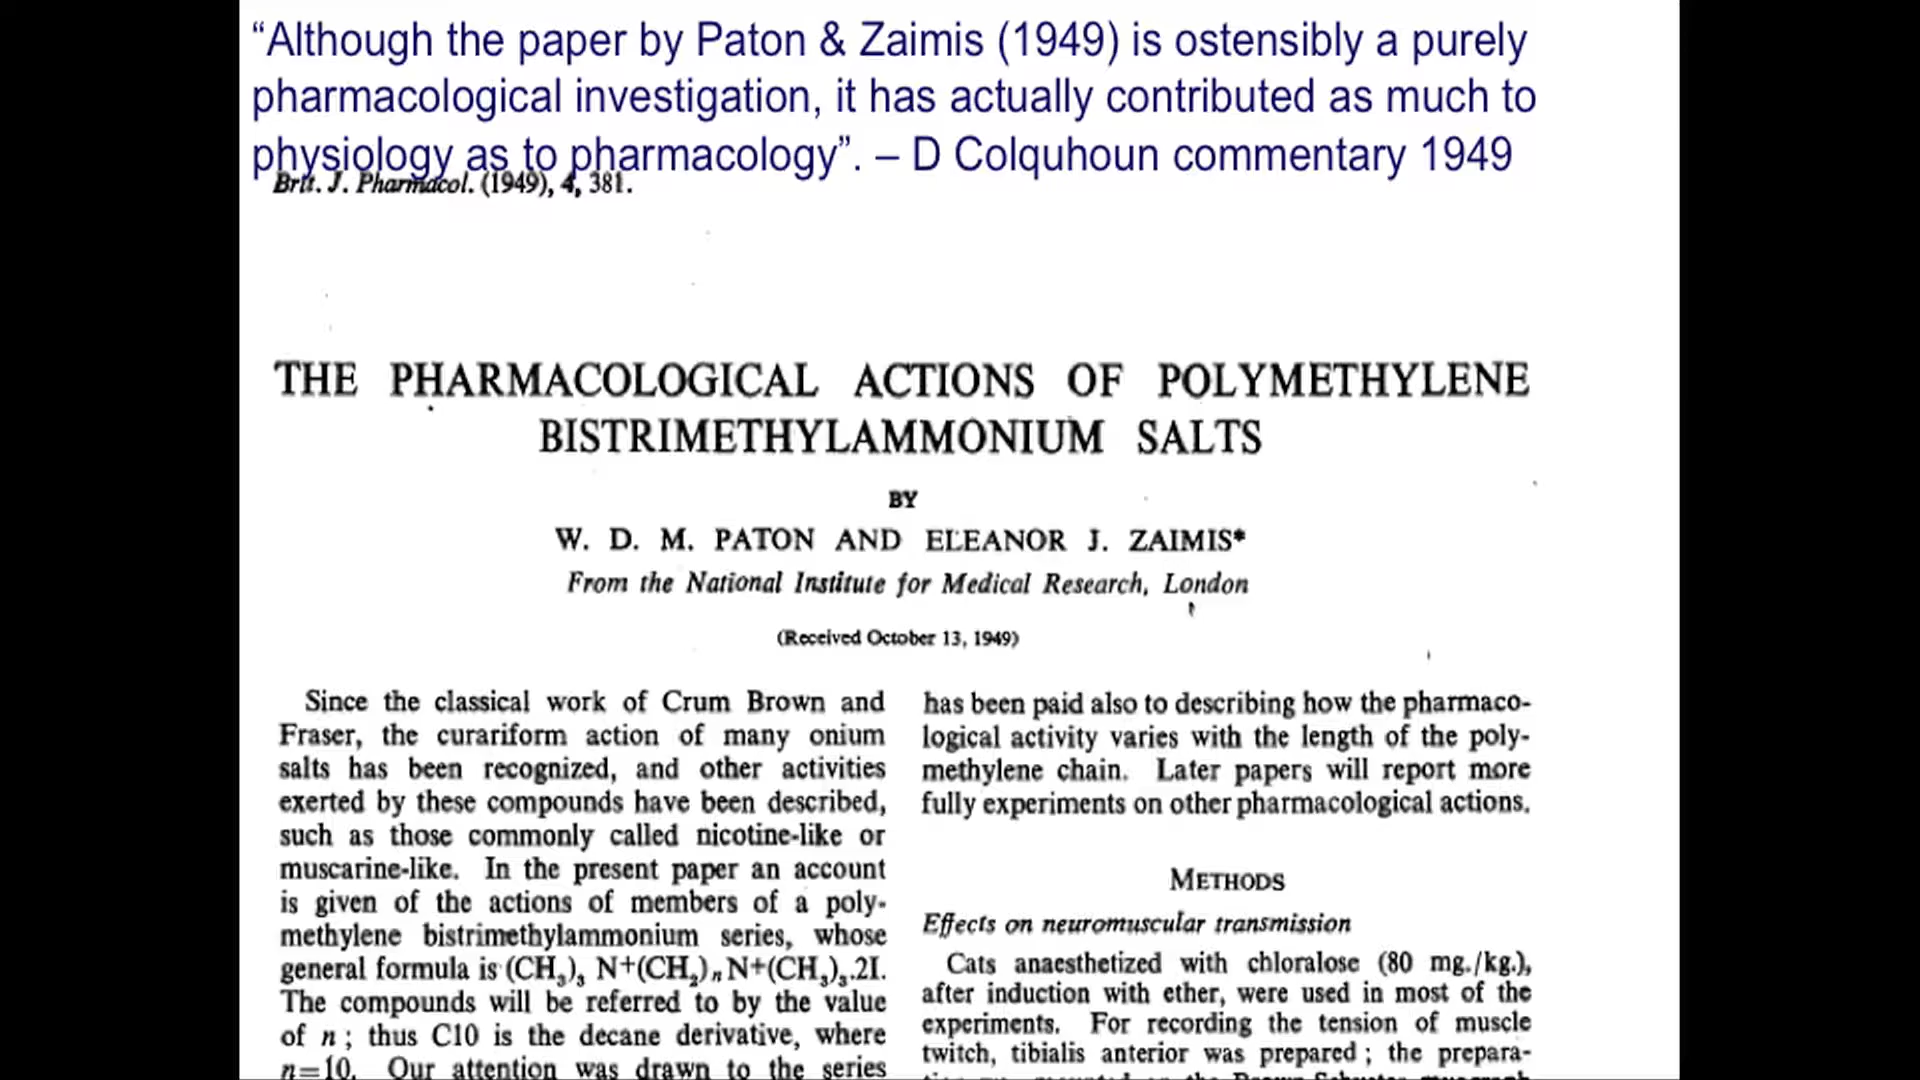 “Although the paper by Paton & Zaimis (1949) is ostensibly a purely
pharmacological investigation, it has actually contributed as much to
physiology as to pharmacology”. – D Colquhoun commentary 1949
Brit. J. Pharmacol. (1949), 4, 381.
THE PHARMACOLOGICAL ACTIONS OF POLYMETHYLENE
BISTRIMETHYLAMMONIUM SALTS
BY
W. D. M. PATON AND ELEANOR J. ZAIMIS*
From the National Institute for Medical Research, London
(Received October 13, 1949)
Since the classical work of Crum Brown and
Fraser, the curariform action of many onium
salts has been recognized, and other activities
exerted by these compounds have been described,
such as those commonly called nicotine-like or
muscarine-like. In the present paper an account
is given of the actions of members of a poly-
methylene bistrimethylammonium series, whose
general formula is (CH₃)₃ N+(CH₂)ₙN+(CH₃)₃.2I.
The compounds will be referred to by the value
of n; thus C10 is the decane derivative, where
n=10. Our attention was drawn to the series
has been paid also to describing how the pharmaco-
logical activity varies with the length of the poly-
methylene chain. Later papers will report more
fully experiments on other pharmacological actions.
METHODS
Effects on neuromuscular transmission
Cats anaesthetized with chloralose (80 mg./kg.),
after induction with ether, were used in most of the
experiments. For recording the tension of muscle
twitch, tibialis anterior was prepared; the prepara-